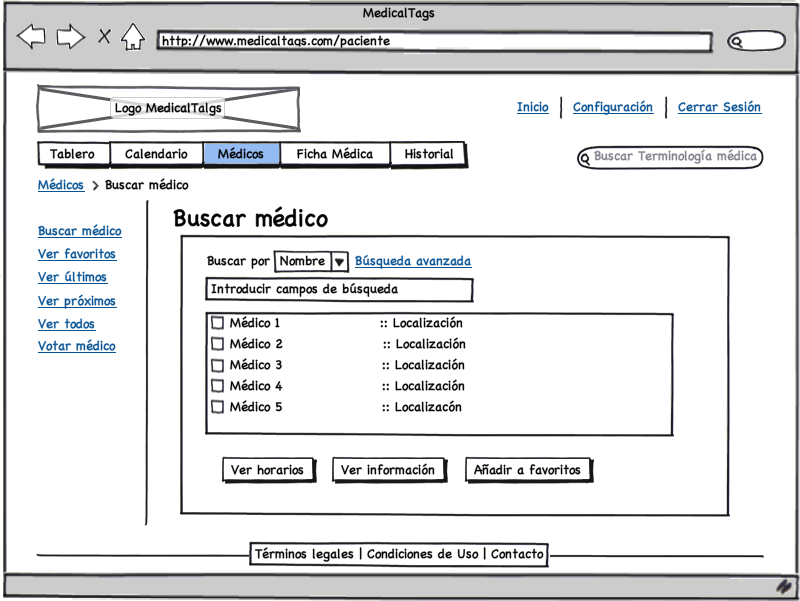 MedicalTags
http://www.medicaltags.com/paciente
Logo MedicalTalgs
Inicio | Configuración | Cerrar Sesión
Tablero Calendario Médicos Ficha Médica Historial
Buscar Terminología médica
Médicos > Buscar médico
Buscar médico
Ver favoritos
Ver últimos
Ver próximos
Ver todos
Votar médico
Buscar médico
Buscar por Nombre Búsqueda avanzada
Introducir campos de búsqueda
Médico 1 :: Localización
Médico 2 :: Localización
Médico 3 :: Localización
Médico 4 :: Localización
Médico 5 :: Localizacón
Ver horarios Ver información Añadir a favoritos
Términos legales | Condiciones de Uso | Contacto